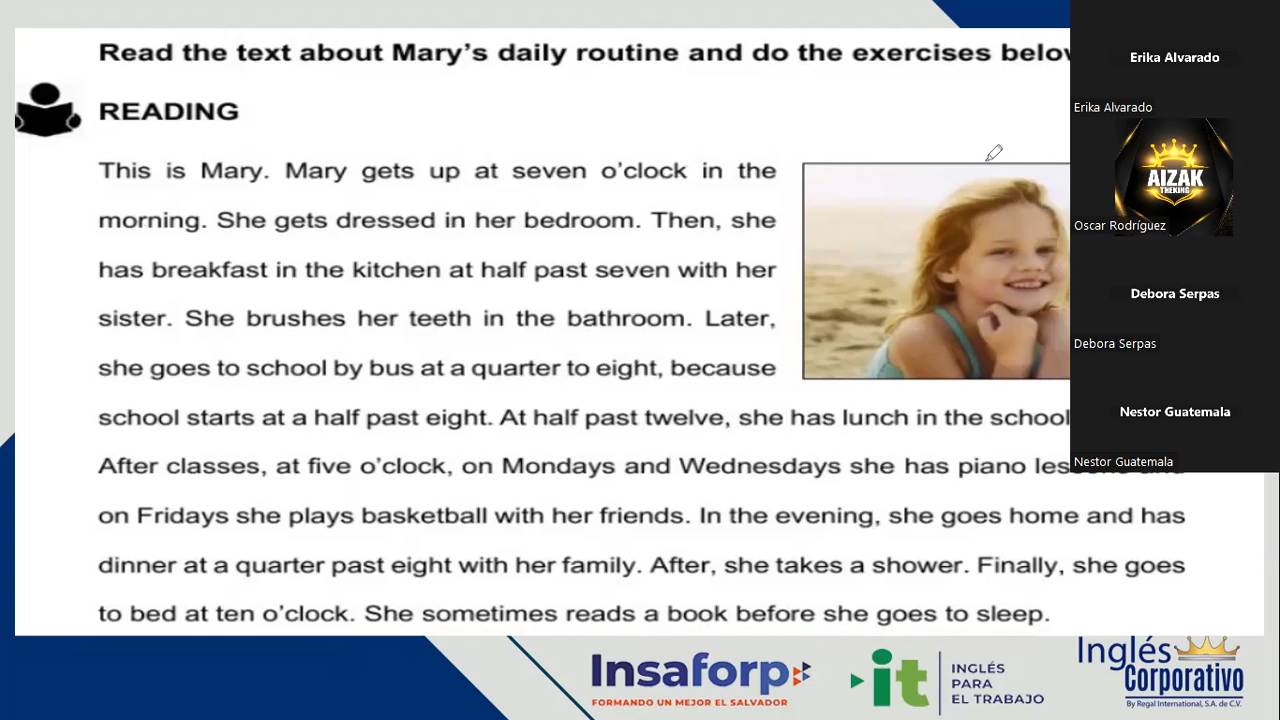 Read the text about Mary's daily routine and do the exercises below
READING
This is Mary. Mary gets up at seven o'clock in the
morning. She gets dressed in her bedroom. Then, she
has breakfast in the kitchen at half past seven with her
sister. She brushes her teeth in the bathroom. Later,
she goes to school by bus at a quarter to eight, because
school starts at a half past eight. At half past twelve, she has lunch in the school
After classes, at five o'clock, on Mondays and Wednesdays she has piano lessons and
on Fridays she plays basketball with her friends. In the evening, she goes home and has
dinner at a quarter past eight with her family. After, she takes a shower. Finally, she goes
to bed at ten o'clock. She sometimes reads a book before she goes to sleep.
Erika Alvarado
Erika Alvarado
AIZAK
THEKING
Oscar Rodríguez
Debora Serpas
Debora Serpas
Nestor Guatemala
Nestor Guatemala
Insaforp
FORMANDO UN MEJOR EL SALVADOR
it
INGLÉS
PARA
EL TRABAJO
Inglés
Corporativo
By Regal International, S.A. de C.V.